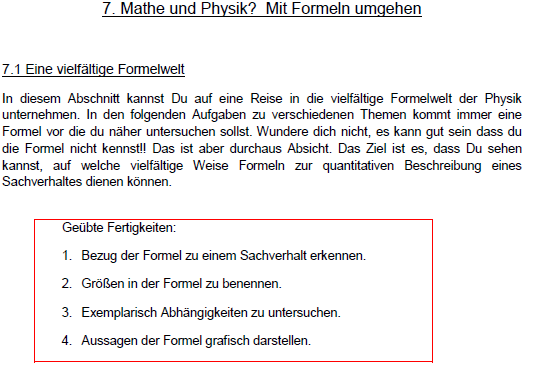 7. Mathe und Physik?  Mit Formeln umgehen
7.1 Eine vielfältige Formelwelt
In diesem Abschnitt kannst Du auf eine Reise in die vielfältige Formelwelt der Physik
unternehmen. In den folgenden Aufgaben zu verschiedenen Themen kommt immer eine
Formel vor die du näher untersuchen sollst. Wundere dich nicht, es kann gut sein dass du
die Formel nicht kennst!! Das ist aber durchaus Absicht. Das Ziel ist es, dass Du sehen
kannst, auf welche vielfältige Weise Formeln zur quantitativen Beschreibung eines
Sachverhaltes dienen können.
Geübte Fertigkeiten:
1. Bezug der Formel zu einem Sachverhalt erkennen.
2. Größen in der Formel zu benennen.
3. Exemplarisch Abhängigkeiten zu untersuchen.
4. Aussagen der Formel grafisch darstellen.